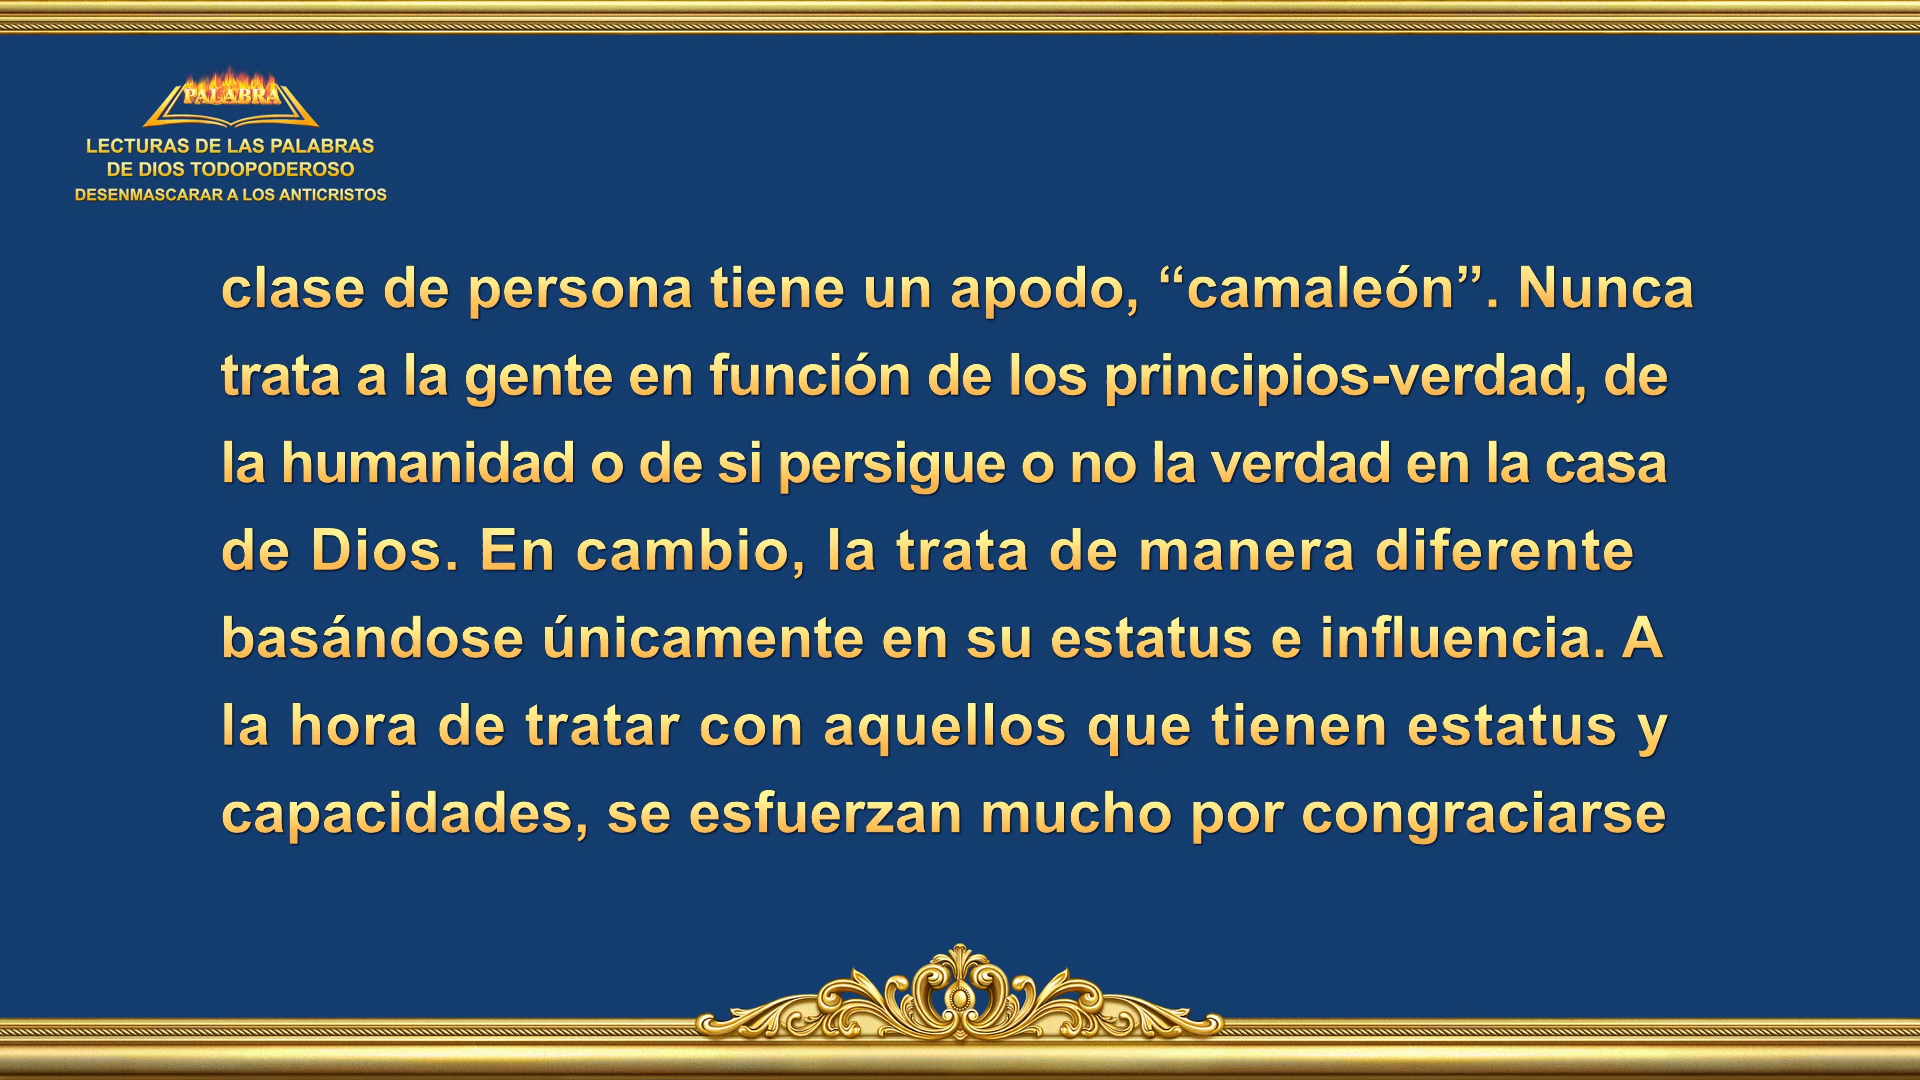 PALABRA
LECTURAS DE LAS PALABRAS
DE DIOS TODOPODEROSO
DESENMASCARAR A LOS ANTICRISTOS
clase de persona tiene un apodo, “camaleón”. Nunca
trata a la gente en función de los principios-verdad, de
la humanidad o de si persigue o no la verdad en la casa
de Dios. En cambio, la trata de manera diferente
basándose únicamente en su estatus e influencia. A
la hora de tratar con aquellos que tienen estatus y
capacidades, se esfuerzan mucho por congraciarse